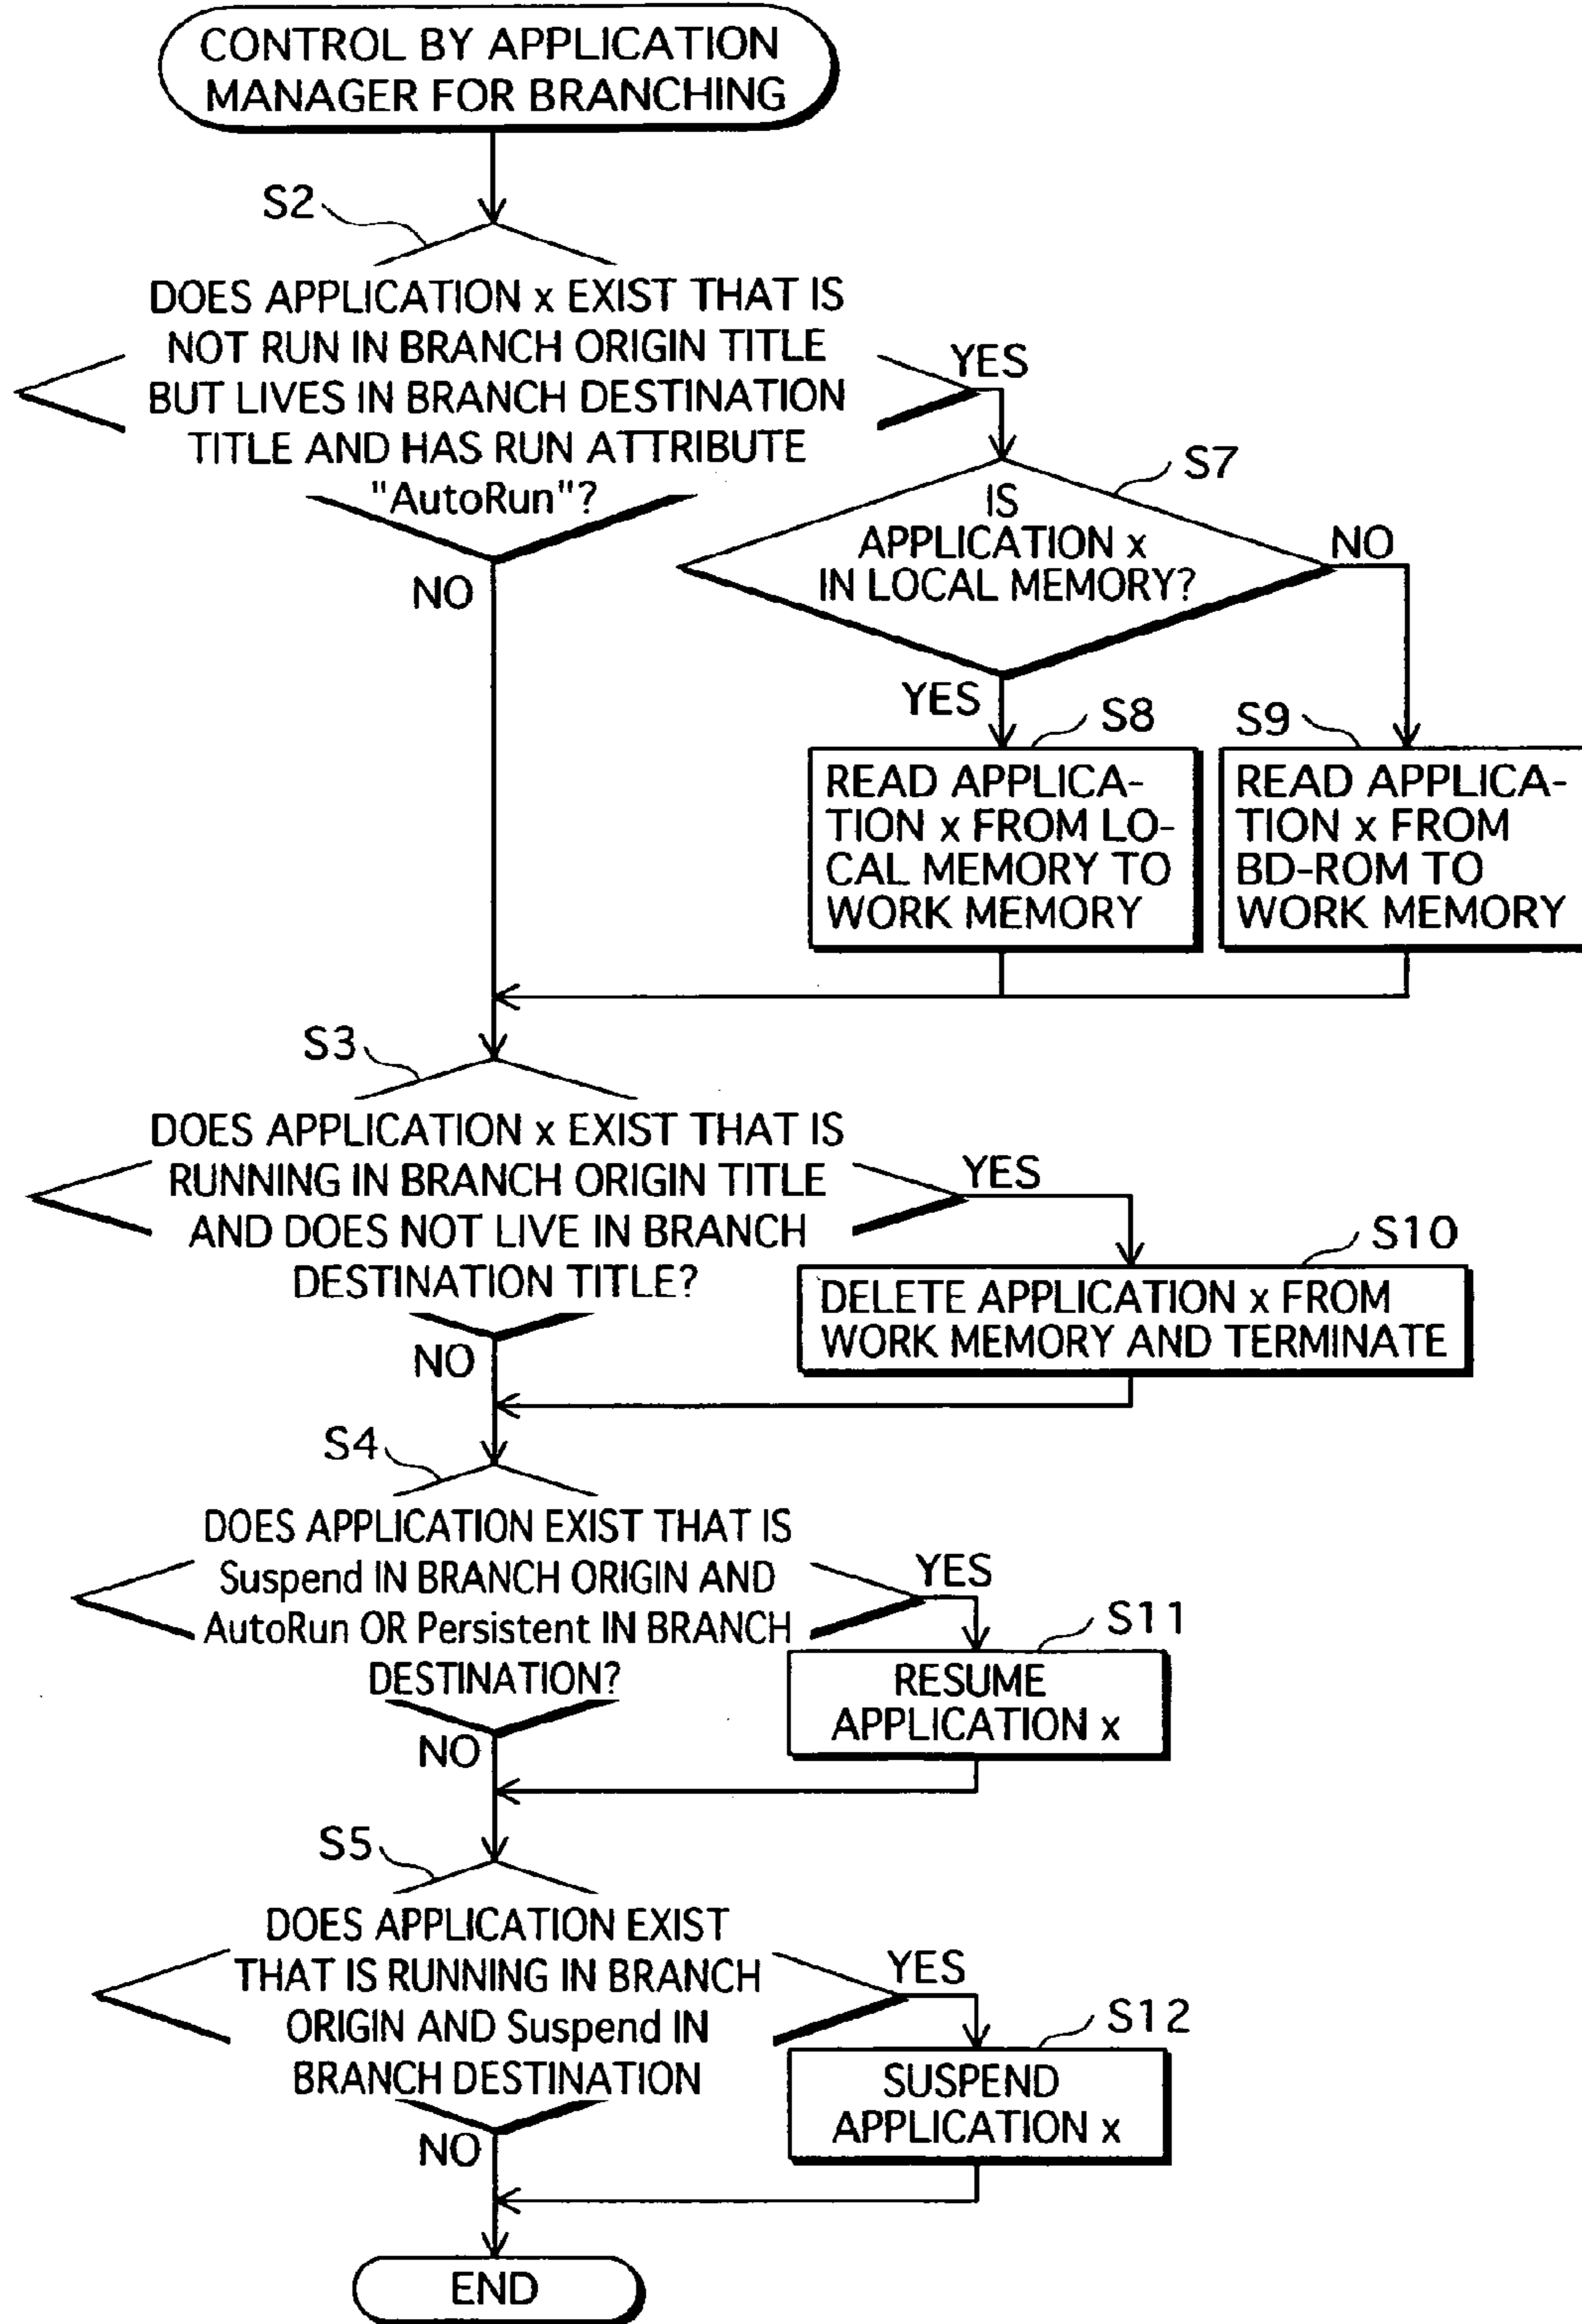 CONTROL BY APPLICATION
MANAGER FOR BRANCHING
S2
DOES APPLICATION x EXIST THAT IS
NOT RUN IN BRANCH ORIGIN TITLE
BUT LIVES IN BRANCH DESTINATION
TITLE AND HAS RUN ATTRIBUTE
"AutoRun"?
YES
NO
S7
IS
APPLICATION x
IN LOCAL MEMORY?
NO
YES
S8
READ APPLICA-
TION x FROM LO-
CAL MEMORY TO
WORK MEMORY
S9
READ APPLICA-
TION x FROM
BD-ROM TO
WORK MEMORY
S3
DOES APPLICATION x EXIST THAT IS
RUNNING IN BRANCH ORIGIN TITLE
AND DOES NOT LIVE IN BRANCH
DESTINATION TITLE?
YES
NO
S10
DELETE APPLICATION x FROM
WORK MEMORY AND TERMINATE
S4
DOES APPLICATION EXIST THAT IS
Suspend IN BRANCH ORIGIN AND
AutoRun OR Persistent IN BRANCH
DESTINATION?
YES
NO
S11
RESUME
APPLICATION x
S5
DOES APPLICATION EXIST
THAT IS RUNNING IN BRANCH
ORIGIN AND Suspend IN
BRANCH DESTINATION
YES
NO
S12
SUSPEND
APPLICATION x
END